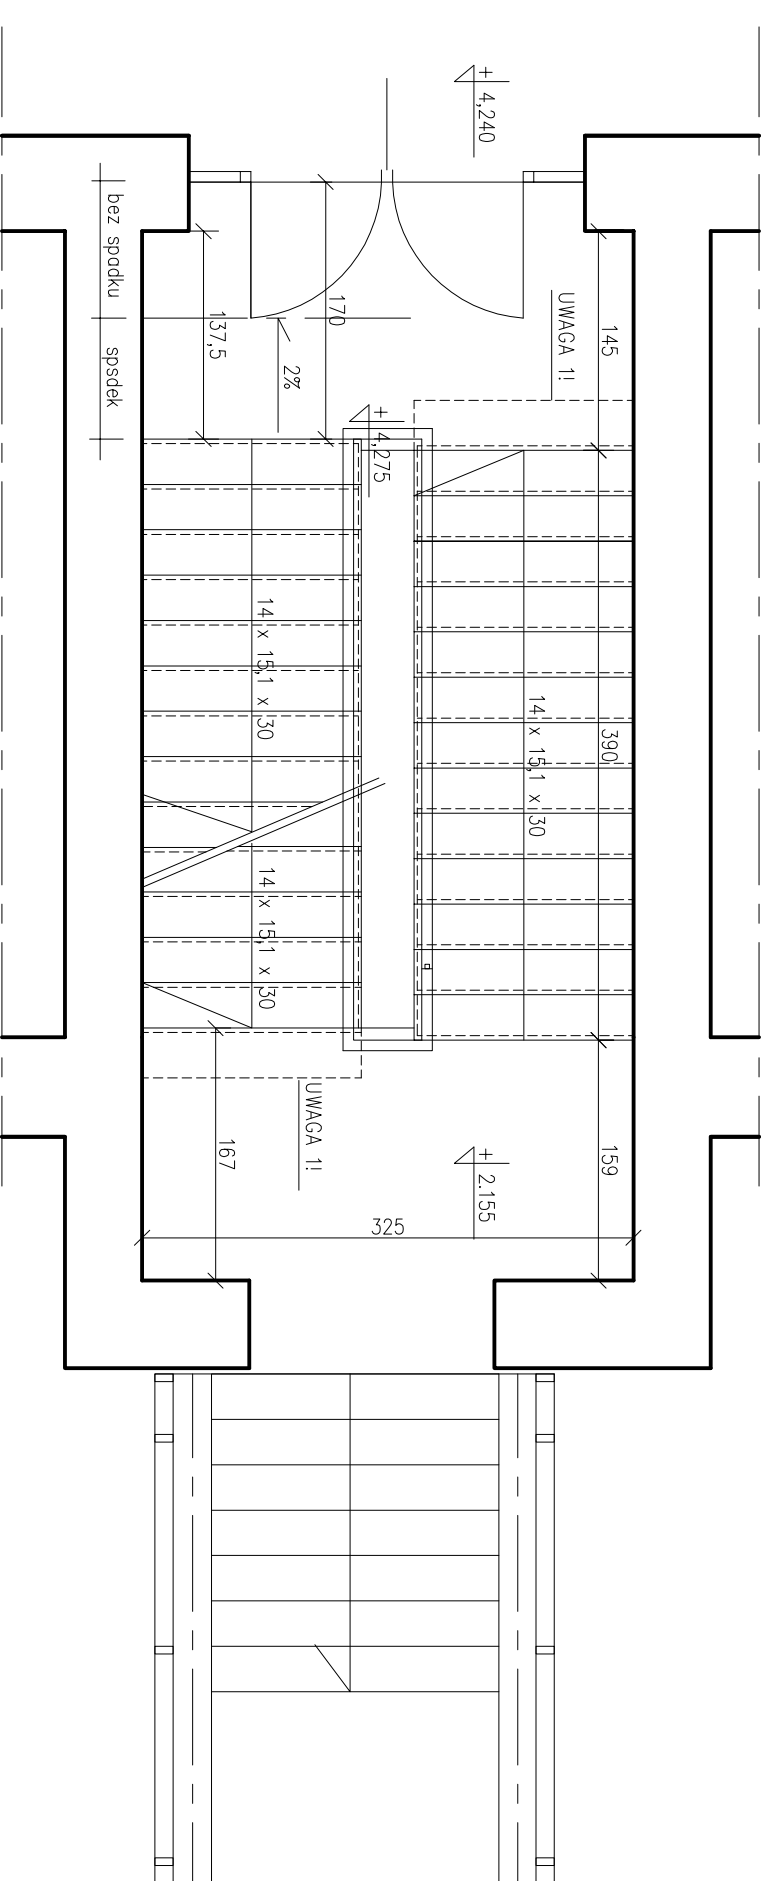 + 4,240
bez spadku
spsdek
137,5
170
2%
UWAGA 1!
145
+ 4,275
14 x 15,1 x 30
14 x 15,1 x 30
390
14 x 15,1 x 30
UWAGA 1!
167
+ 2.155
159
325